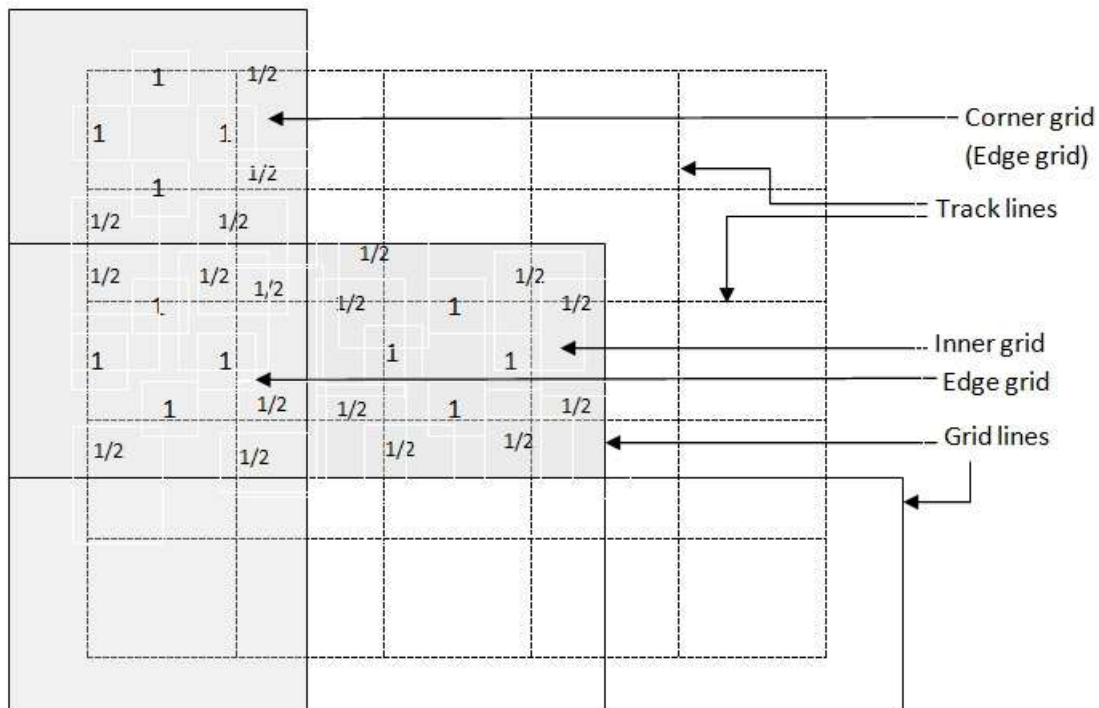 1 1/2
1 1
1 1/2
1/2 1/2
1/2
1/2 1/2 1/2 1/2
1 1/2 1 1/2
1 1 1 1
1 1/2 1/2 1 1/2
1/2 1/2 1/2 1/2
Corner grid
(Edge grid)
Track lines
Inner grid
Edge grid
Grid lines